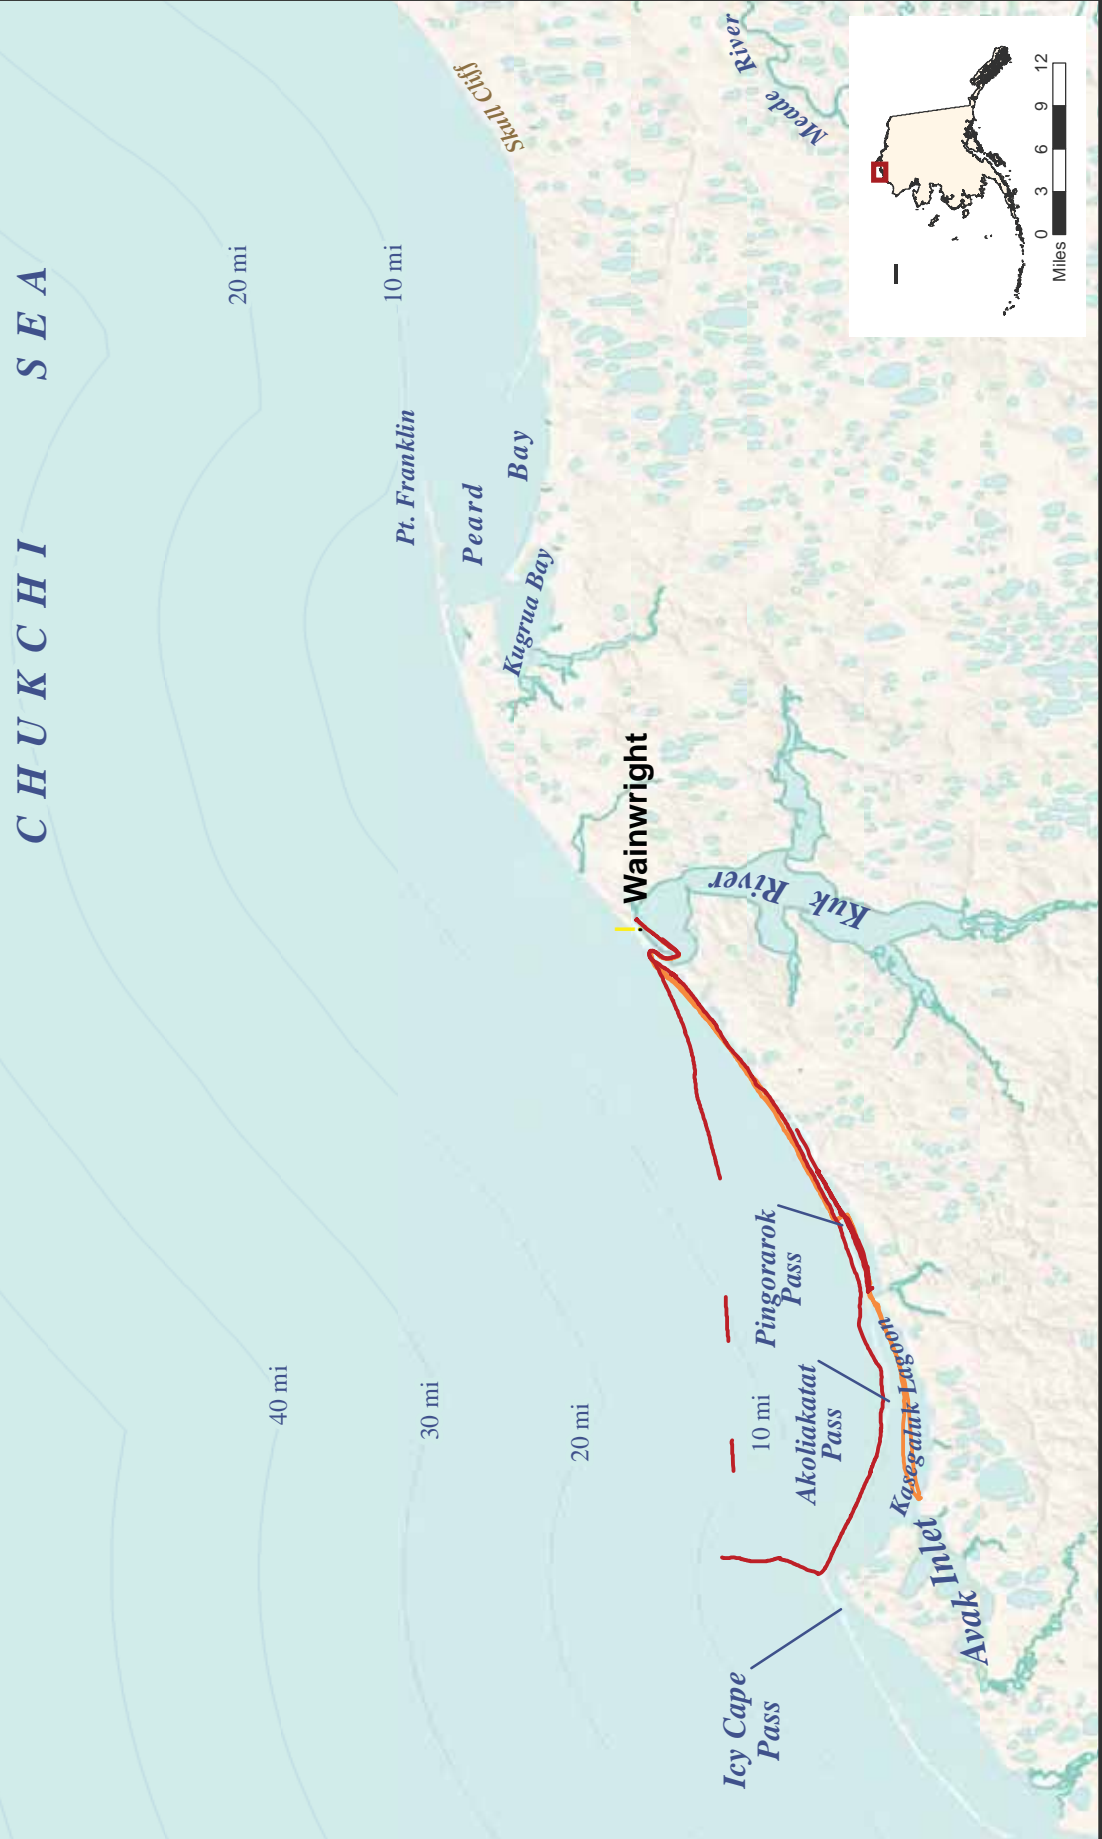 CHUKCHI SEA
Skull Cliff
Meade River
20 mi
10 mi
Pt. Franklin
Peard Bay
Kugrua Bay
Wainwright
Kuk River
40 mi
30 mi
20 mi
10 mi
Pingorarok
Pass
Akoliakatat
Pass
Kasegaluk Lagoon
Avak Inlet
Icy Cape
Pass
0 3 6 9 12
Miles